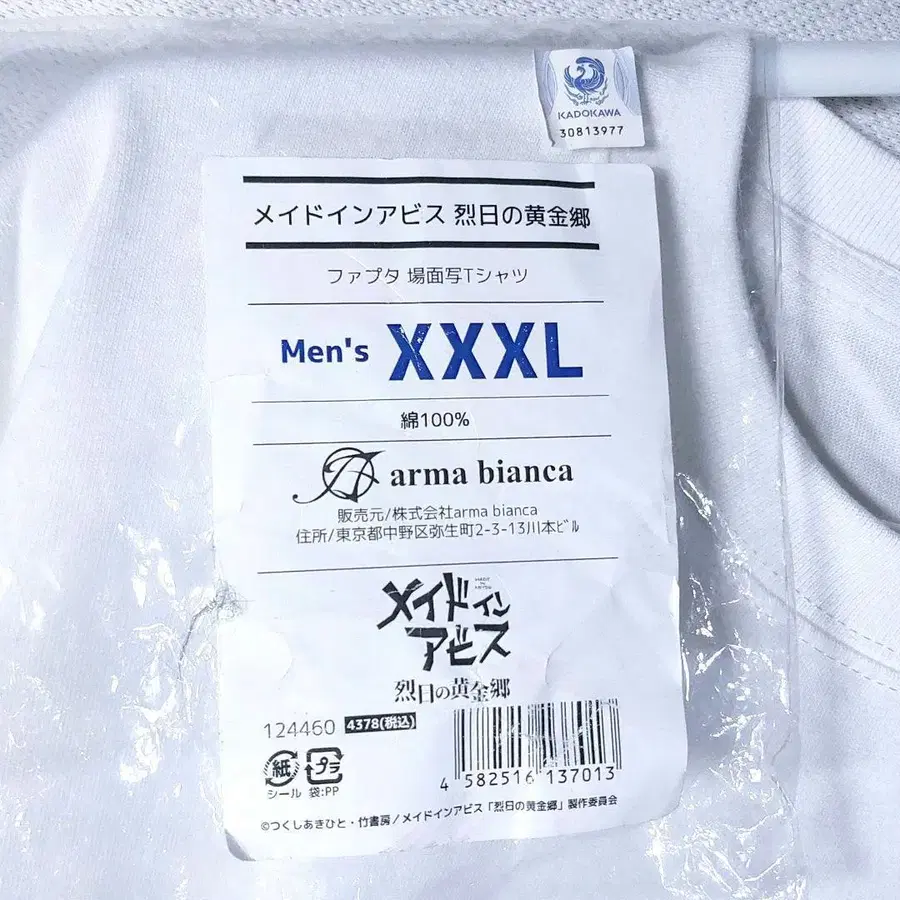 KADOKAWA
30813977
メイドインアビス 烈日の黄金郷
ファプタ 場面写Tシャツ
Men's XXXL
綿100%
arma bianca
販売元/株式会社arma bianca
住所/東京都中野区弥生町2-3-13川本ビル
メイドイン
アビス
烈日の黄金郷
124460 4378(税込)
紙 プラ
シール 袋:PP
4 582516 137013
©つくしあきひと・竹書房/メイドインアビス「烈日の黄金郷」製作委員会